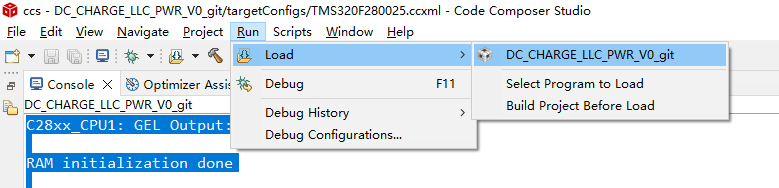 ccs - DC_CHARGE_LLC_PWR_V0_git/targetConfigs/TMS320F280025.ccxml - Code Composer Studio
File Edit View Navigate Project Run Scripts Window Help
Load
DC_CHARGE_LLC_PWR_V0_git
Console Optimizer Assis
Debug F11
Select Program to Load
DC_CHARGE_LLC_PWR_V0_git
Build Project Before Load
C28xx_CPU1: GEL Output:
Debug History
Debug Configurations...
RAM initialization done